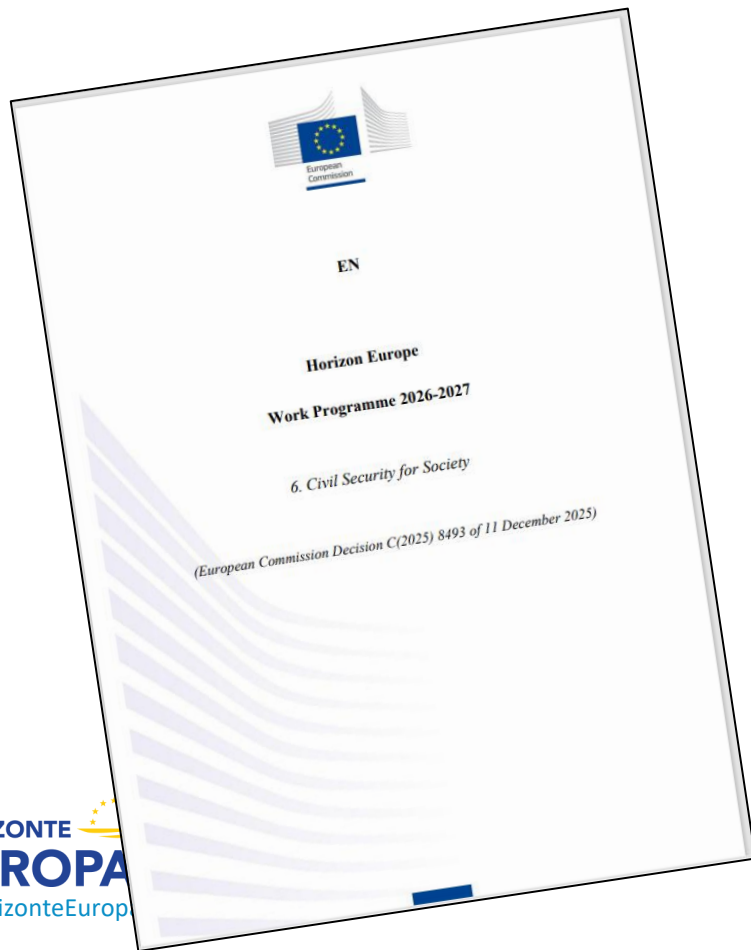 European
Commission
EN
Horizon Europe
Work Programme 2026-2027
6. Civil Security for Society
(European Commission Decision C(2025) 8493 of 11 December 2025)
ZONTE
ROPA
izonteEuropa